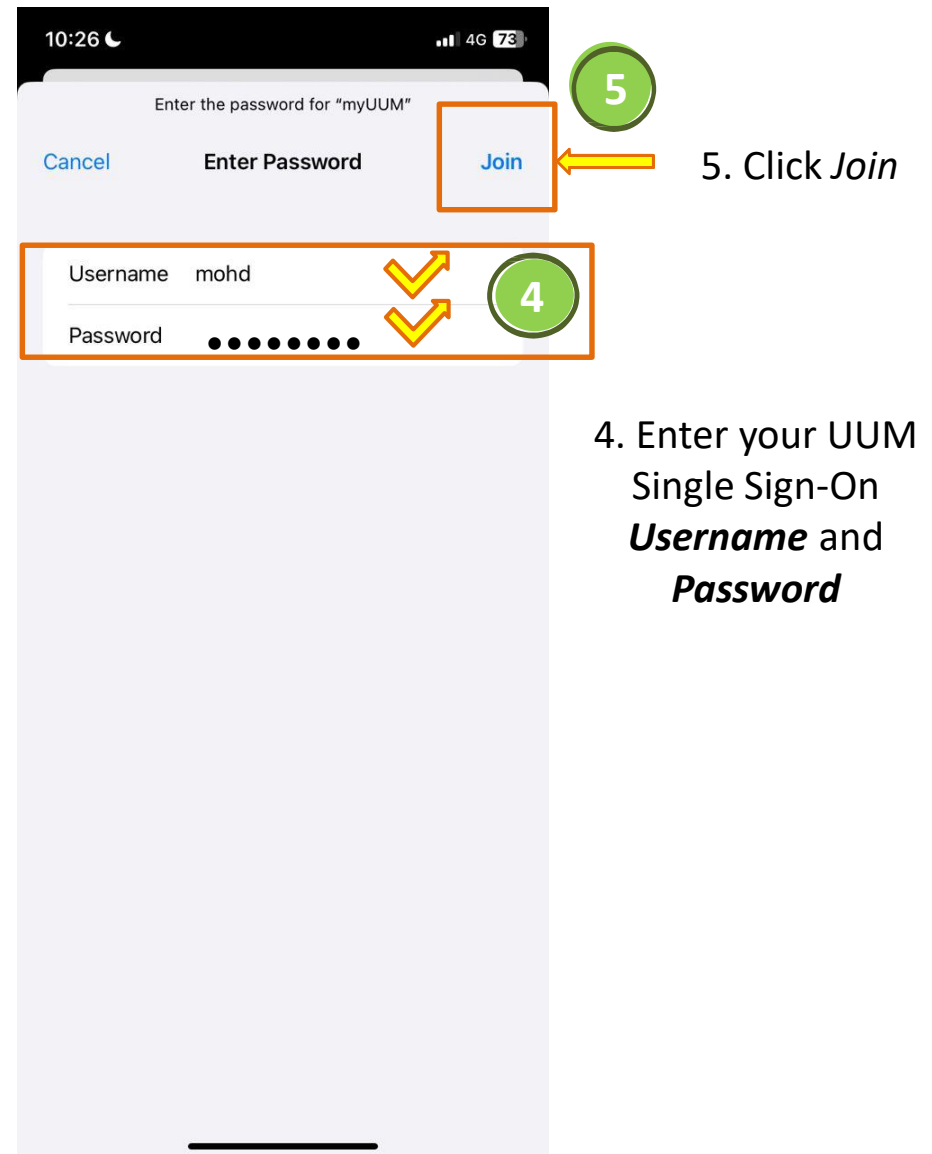 10:26
4G 73
Enter the password for “myUUM”
Cancel Enter Password Join
5
5. Click Join
Username mohd
4
Password ●●●●●●●●
4. Enter your UUM
Single Sign-On
Username and
Password